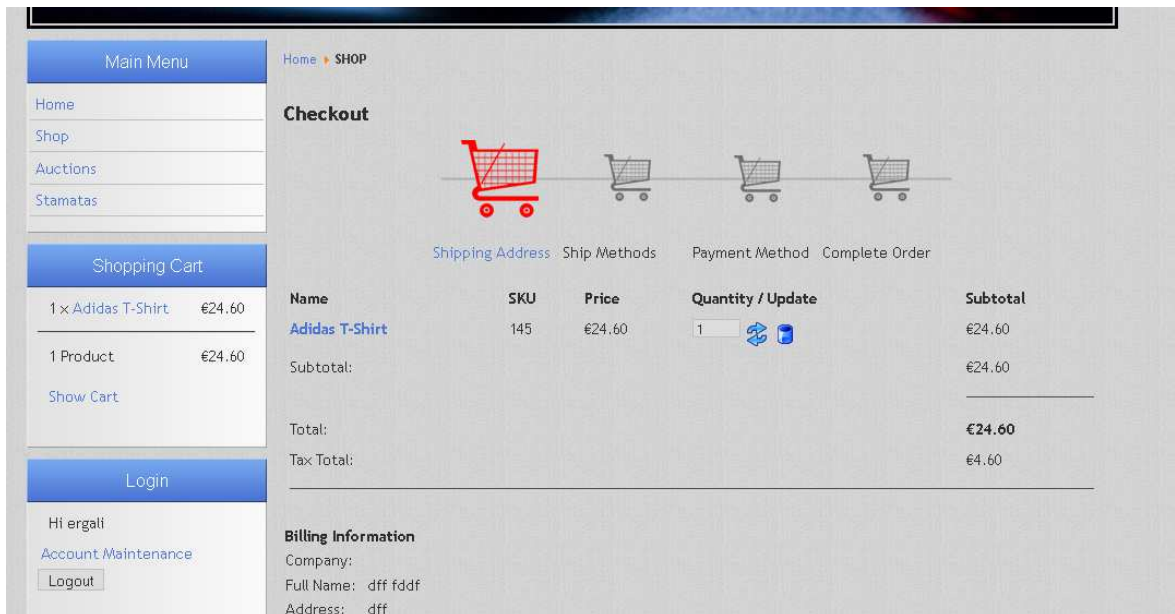 Main Menu
Home
Shop
Auctions
Stamatas
Shopping Cart
1 x Adidas T-Shirt €24.60
1 Product €24.60
Show Cart
Login
Hi ergali
Account Maintenance
Logout
Home SHOP
Checkout
Shipping Address Ship Methods Payment Method Complete Order
Name SKU Price Quantity / Update Subtotal
Adidas T-Shirt 145 €24.60 1 €24.60
Subtotal: €24.60
Total: €24.60
Tax Total: €4.60
Billing Information
Company:
Full Name: dff fddf
Address: dff